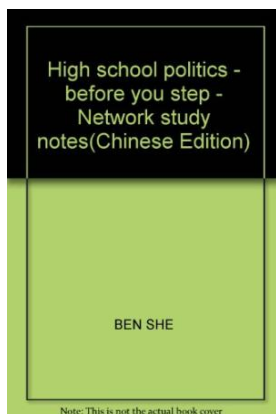 High school politics -
before you step -
Network study
notes(Chinese Edition)
BEN SHE
Note: This is not the actual book cover